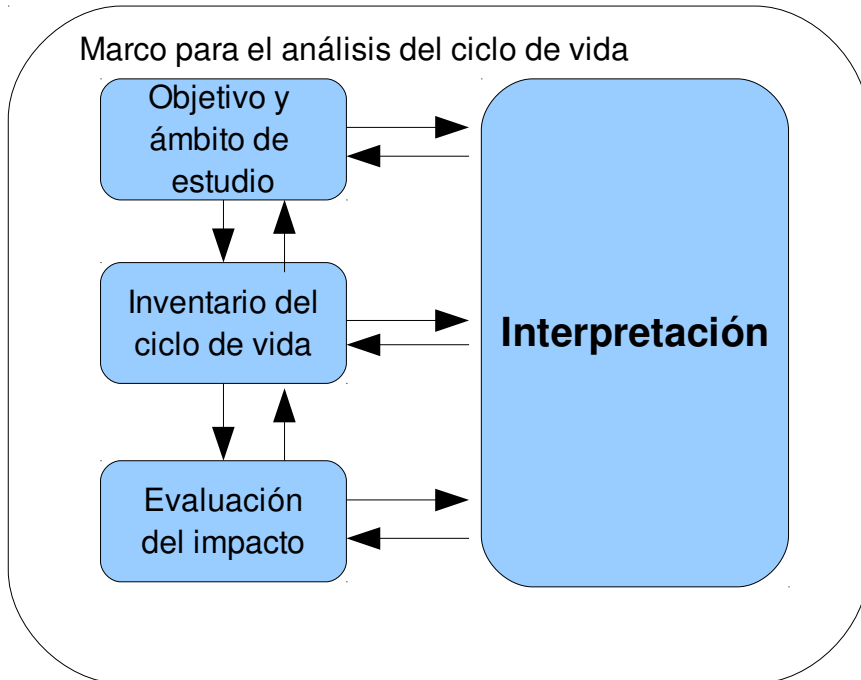 Marco para el análisis del ciclo de vida
Objetivo y
ámbito de
estudio
Inventario del
ciclo de vida
Evaluación
del impacto
Interpretación